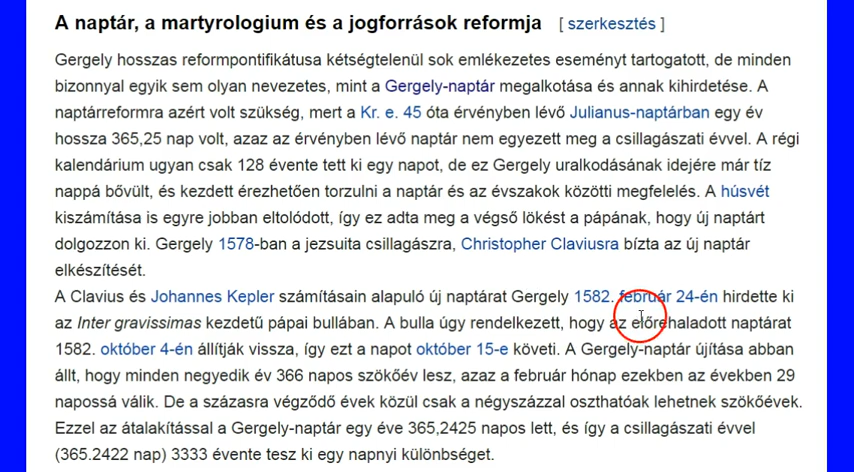 A naptár, a martyrologium és a jogforrások reformja [ szerkesztés ]
Gergely hosszas reformpontifikátusa kétségtelenül sok emlékezetes eseményt tartogatott, de minden
bizonnyal egyik sem olyan nevezetes, mint a Gergely-naptár megalkotása és annak kihirdetése. A
naptárreformra azért volt szükség, mert a Kr. e. 45 óta érvényben lévő Julianus-naptárban egy év
hossza 365,25 nap volt, azaz az érvényben lévő naptár nem egyezett meg a csillagászati évvel. A régi
kalendárium ugyan csak 128 évente tett ki egy napot, de ez Gergely uralkodásának idejére már tíz
nappá bővült, és kezdett érezhetően torzulni a naptár és az évszakok közötti megfelelés. A húsvét
kiszámítása is egyre jobban eltolódott, így ez adta meg a végső lökést a pápának, hogy új naptárt
dolgozzon ki. Gergely 1578-ban a jezsuita csillagászra, Christopher Claviusra bízta az új naptár
elkészítését.
A Clavius és Johannes Kepler számításain alapuló új naptárat Gergely 1582. február 24-én hirdette ki
az Inter gravissimas kezdetű pápai bullában. A bulla úgy rendelkezett, hogy az előrehaladott naptárat
1582. október 4-én állítják vissza, így ezt a napot október 15-e követi. A Gergely-naptár újítása abban
állt, hogy minden negyedik év 366 napos szökőév lesz, azaz a február hónap ezekben az években 29
napossá válik. De a százasra végződő évek közül csak a négyszázzal oszthatóak lehetnek szökőévek.
Ezzel az átalakítással a Gergely-naptár egy éve 365,2425 napos lett, és így a csillagászati évvel
(365.2422 nap) 3333 évente tesz ki egy napnyi különbséget.